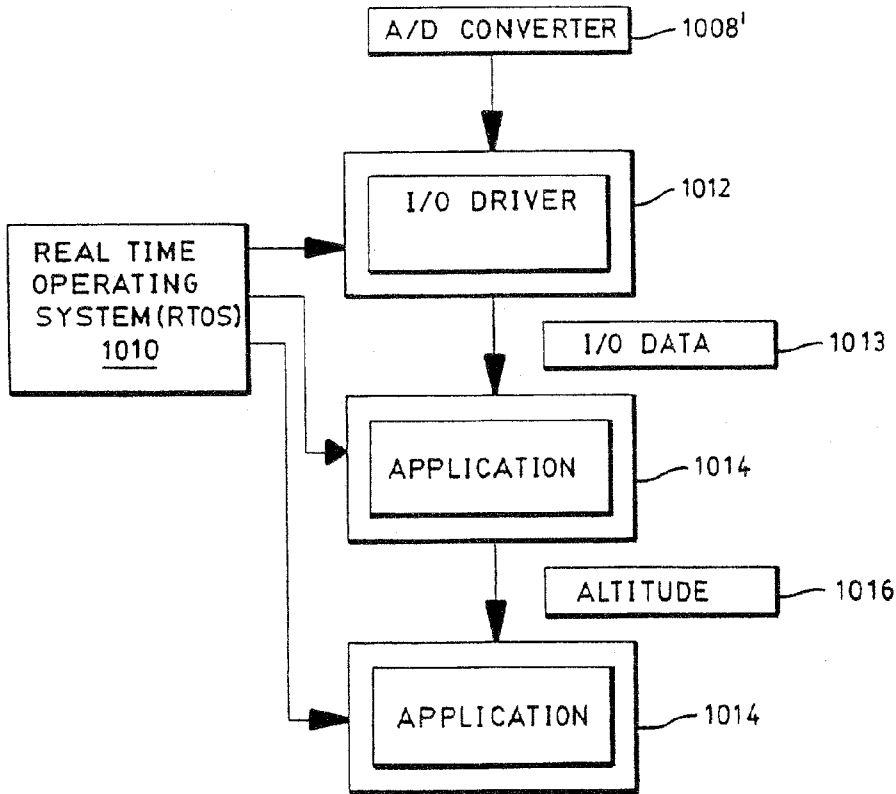 A/D CONVERTER
1008'
I/O DRIVER
1012
REAL TIME
OPERATING
SYSTEM(RTOS)
1010
I/O DATA
1013
APPLICATION
1014
ALTITUDE
1016
APPLICATION
1014